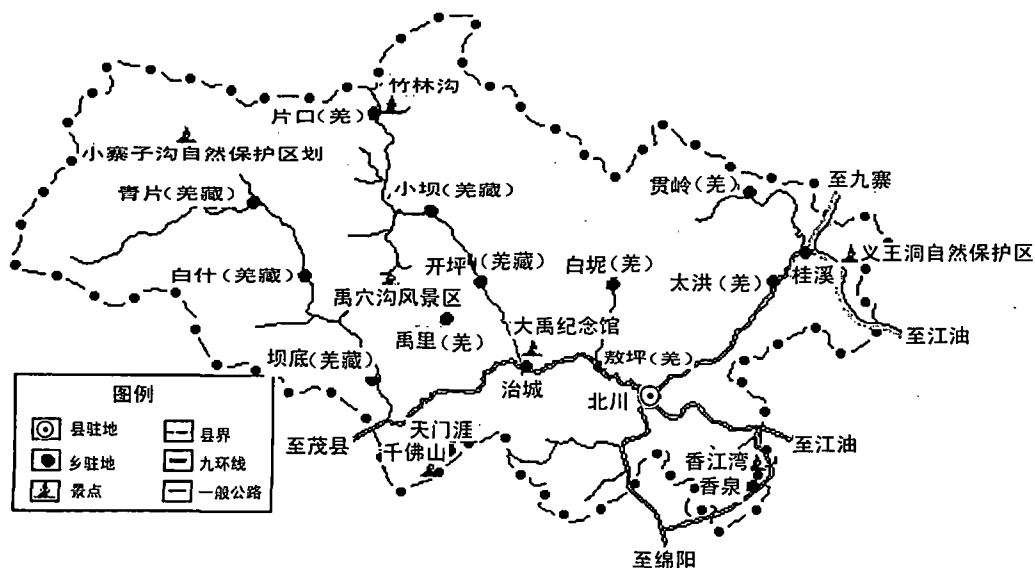 竹林沟
片口(羌)
小寨子沟自然保护区划
青片(羌藏)
小坝(羌藏)
贯岭(羌)
至九寨
义王洞自然保护区
桂溪
白什(羌藏)
禹穴沟风景区
开坪(羌藏)
白坭(羌)
太洪(羌)
禹里(羌)
大禹纪念馆
至江油
坝底(羌藏)
治城
敖坪(羌)
北川
图例
县驻地
县界
乡驻地
九环线
景点
一般公路
至茂县
天门涯
千佛山
至江油
香江湾
香泉
至绵阳